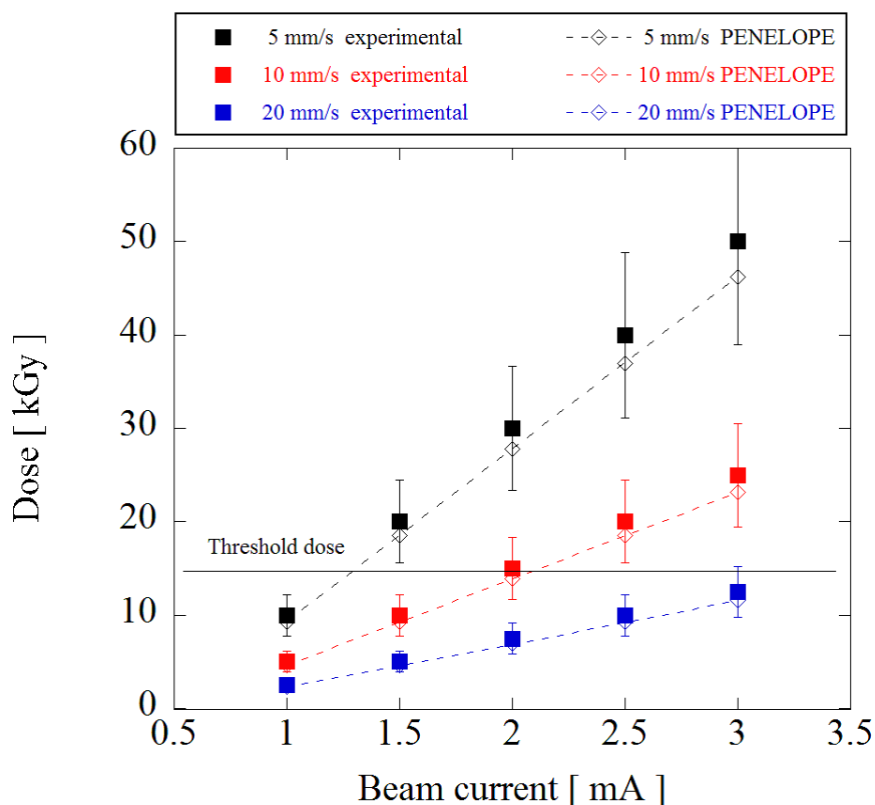 5 mm/s experimental
5 mm/s PENELOPE
10 mm/s experimental
10 mm/s PENELOPE
20 mm/s experimental
20 mm/s PENELOPE
60
50
40
30
20
10
0
Dose [ kGy ]
Threshold dose
0.5 1 1.5 2 2.5 3 3.5
Beam current [ mA ]